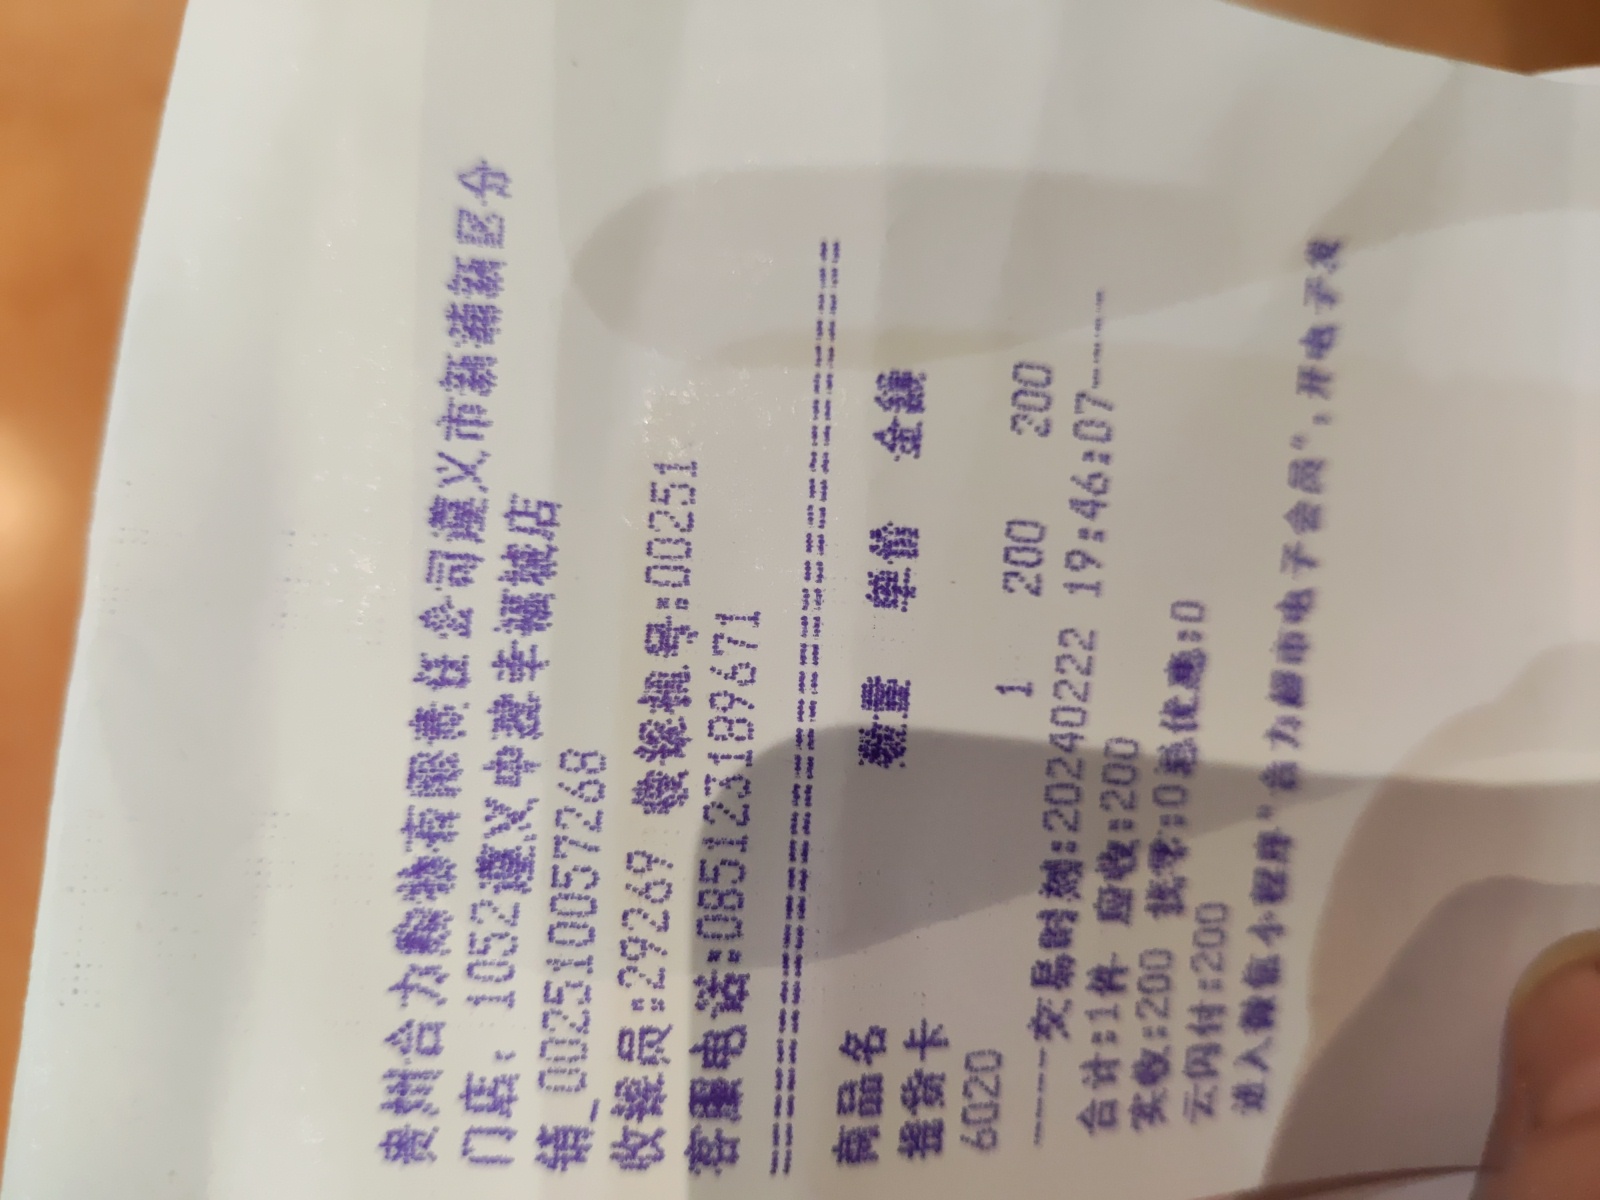 贵州合力购物有限责任公司遵义市新蒲新区分
门店: 1052遵义中建幸福城店
销_002510057268
收银员:29269 收银机号:00251
客服电话:085123189671
================================
商品名 数量 单价 金额
提货卡
6020 1 200 200
-----交易时刻:20240222 19:46:07-----
合计:1件 应收:200
实收:200 找零:0总优惠:0
云闪付:200
进入微信小程序"合力超市电子会员",开电子发